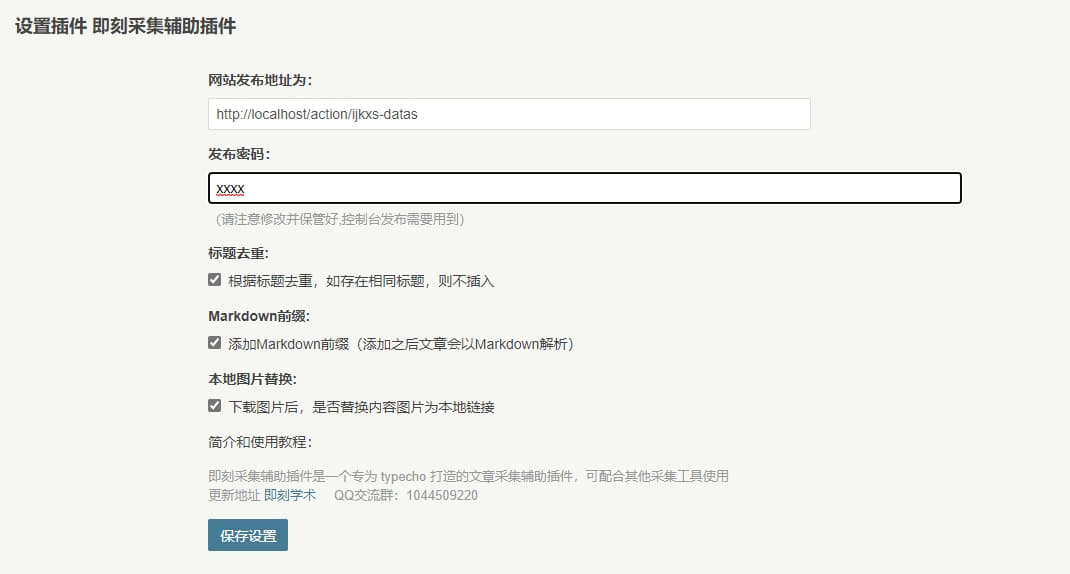 设置插件 即刻采集辅助插件
网站发布地址为：
http://localhost/action/ijkxs-datas
发布密码：
xxxx
（请注意修改并保管好,控制台发布需要用到）
标题去重:
根据标题去重，如存在相同标题，则不插入
Markdown前缀:
添加Markdown前缀（添加之后文章会以Markdown解析）
本地图片替换:
下载图片后，是否替换内容图片为本地链接
简介和使用教程：
即刻采集辅助插件是一个专为 typecho 打造的文章采集辅助插件，可配合其他采集工具使用
更新地址 即刻学术 QQ交流群：1044509220
保存设置